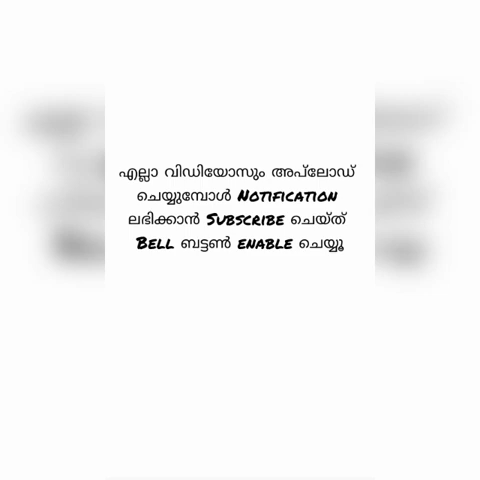 എല്ലാ വിഡിയോസും അപ്‌ലോഡ്
ചെയ്യുമ്പോൾ Notification
ലഭിക്കാൻ Subscribe ചെയ്ത്
Bell ബട്ടൺ enable ചെയ്യൂ